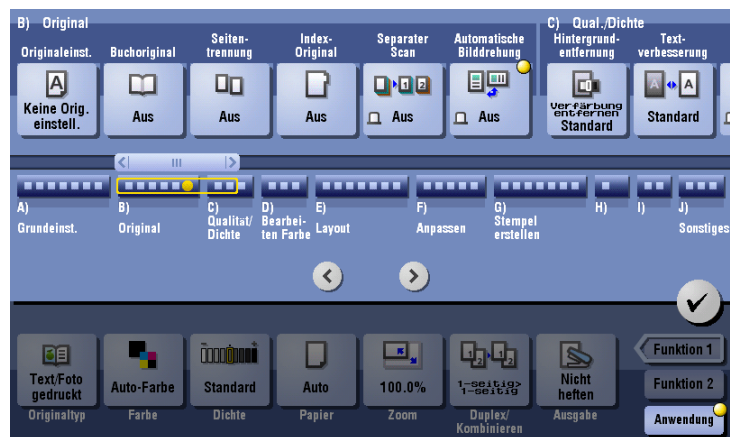 B) Original
C) Qual./Dichte
Originaleinst.
Buchoriginal
Seiten-
trennung
Index-
Original
Separater
Scan
Automatische
Bilddrehung
Hintergrund-
entfernung
Text-
verbesserung
Keine Orig.
einstell.
Aus
Aus
Aus
Aus
Aus
Verfärbung
entfernen
Standard
Standard
A)
Grundeinst.
B)
Original
C)
Qualität/
Dichte
D)
Bearbei-
ten Farbe
E)
Layout
F)
Anpassen
G)
Stempel
erstellen
H)
I)
J)
Sonstiges
Text/Foto
gedruckt
Auto-Farbe
Standard
Auto
100.0%
1-seitig>
1-seitig
Nicht
heften
Originaltyp
Farbe
Dichte
Papier
Zoom
Duplex/
Kombinieren
Ausgabe
Funktion 1
Funktion 2
Anwendung